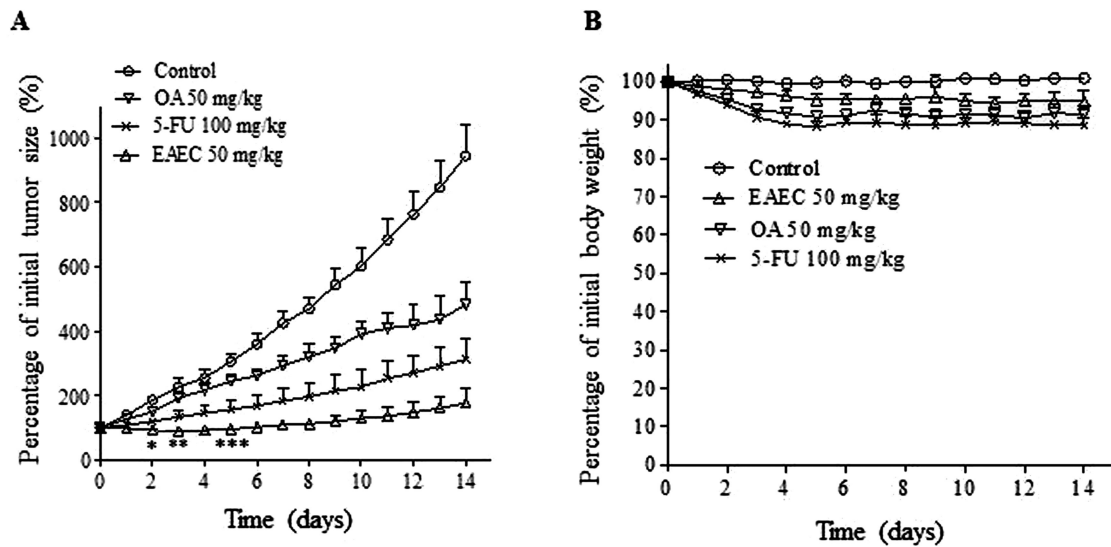 A
Control
OA 50 mg/kg
5-FU 100 mg/kg
EAEC 50 mg/kg
Percentage of initial tumor size (%)
1000
800
600
400
200
0
* ** ***
0 2 4 6 8 10 12 14
Time (days)
B
Percentage of initial body weight (%)
100
90
80
70
60
50
40
30
20
10
0
Control
EAEC 50 mg/kg
OA 50 mg/kg
5-FU 100 mg/kg
0 2 4 6 8 10 12 14
Time (days)